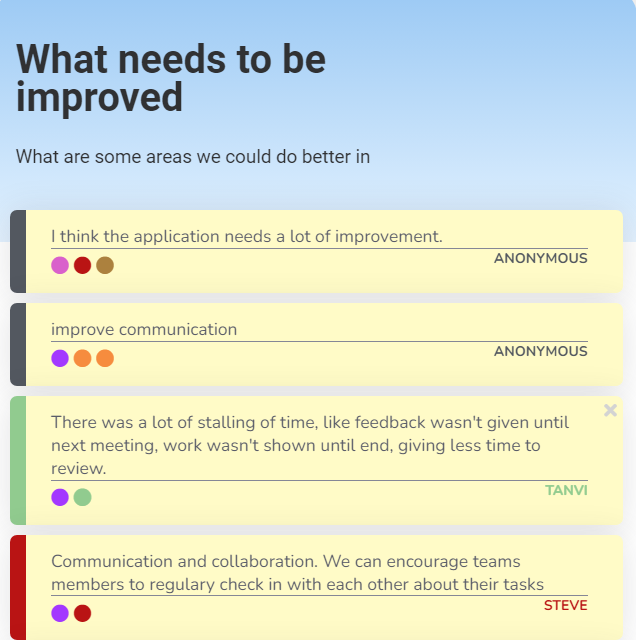 What needs to be
improved
What are some areas we could do better in
I think the application needs a lot of improvement.
ANONYMOUS
improve communication
ANONYMOUS
There was a lot of stalling of time, like feedback wasn't given until
next meeting, work wasn't shown until end, giving less time to
review.
TANVI
Communication and collaboration. We can encourage teams
members to regulary check in with each other about their tasks
STEVE